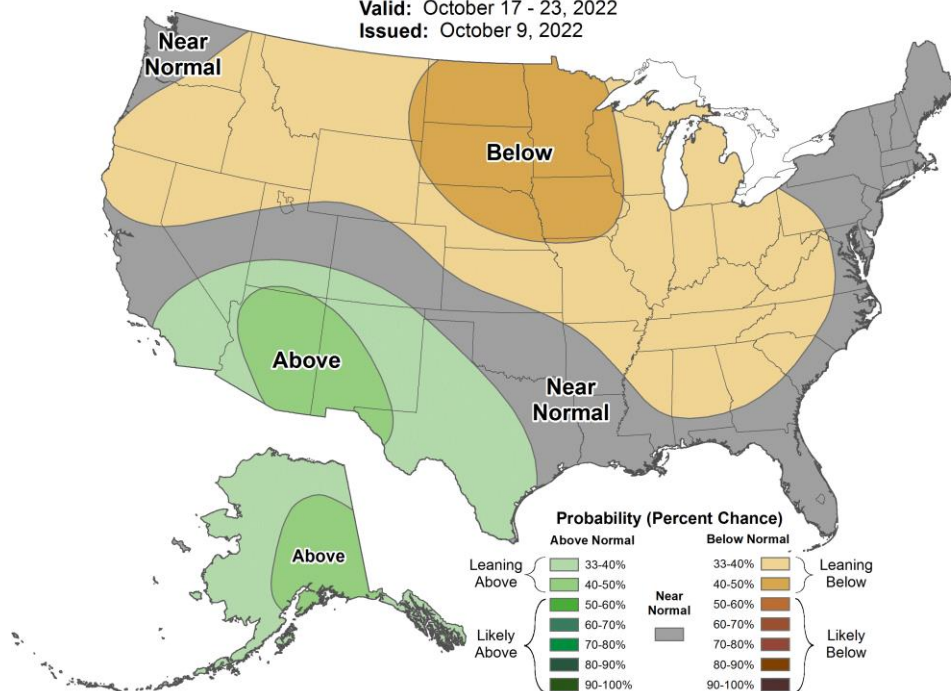 Valid: October 17 - 23, 2022
Issued: October 9, 2022
Near
Normal
Below
Above
Near
Normal
Above
Probability (Percent Chance)
Above Normal
Below Normal
Leaning
Above
33-40%
40-50%
Likely
Above
50-60%
60-70%
70-80%
80-90%
90-100%
Near
Normal
33-40%
40-50%
Leaning
Below
50-60%
60-70%
70-80%
80-90%
90-100%
Likely
Below